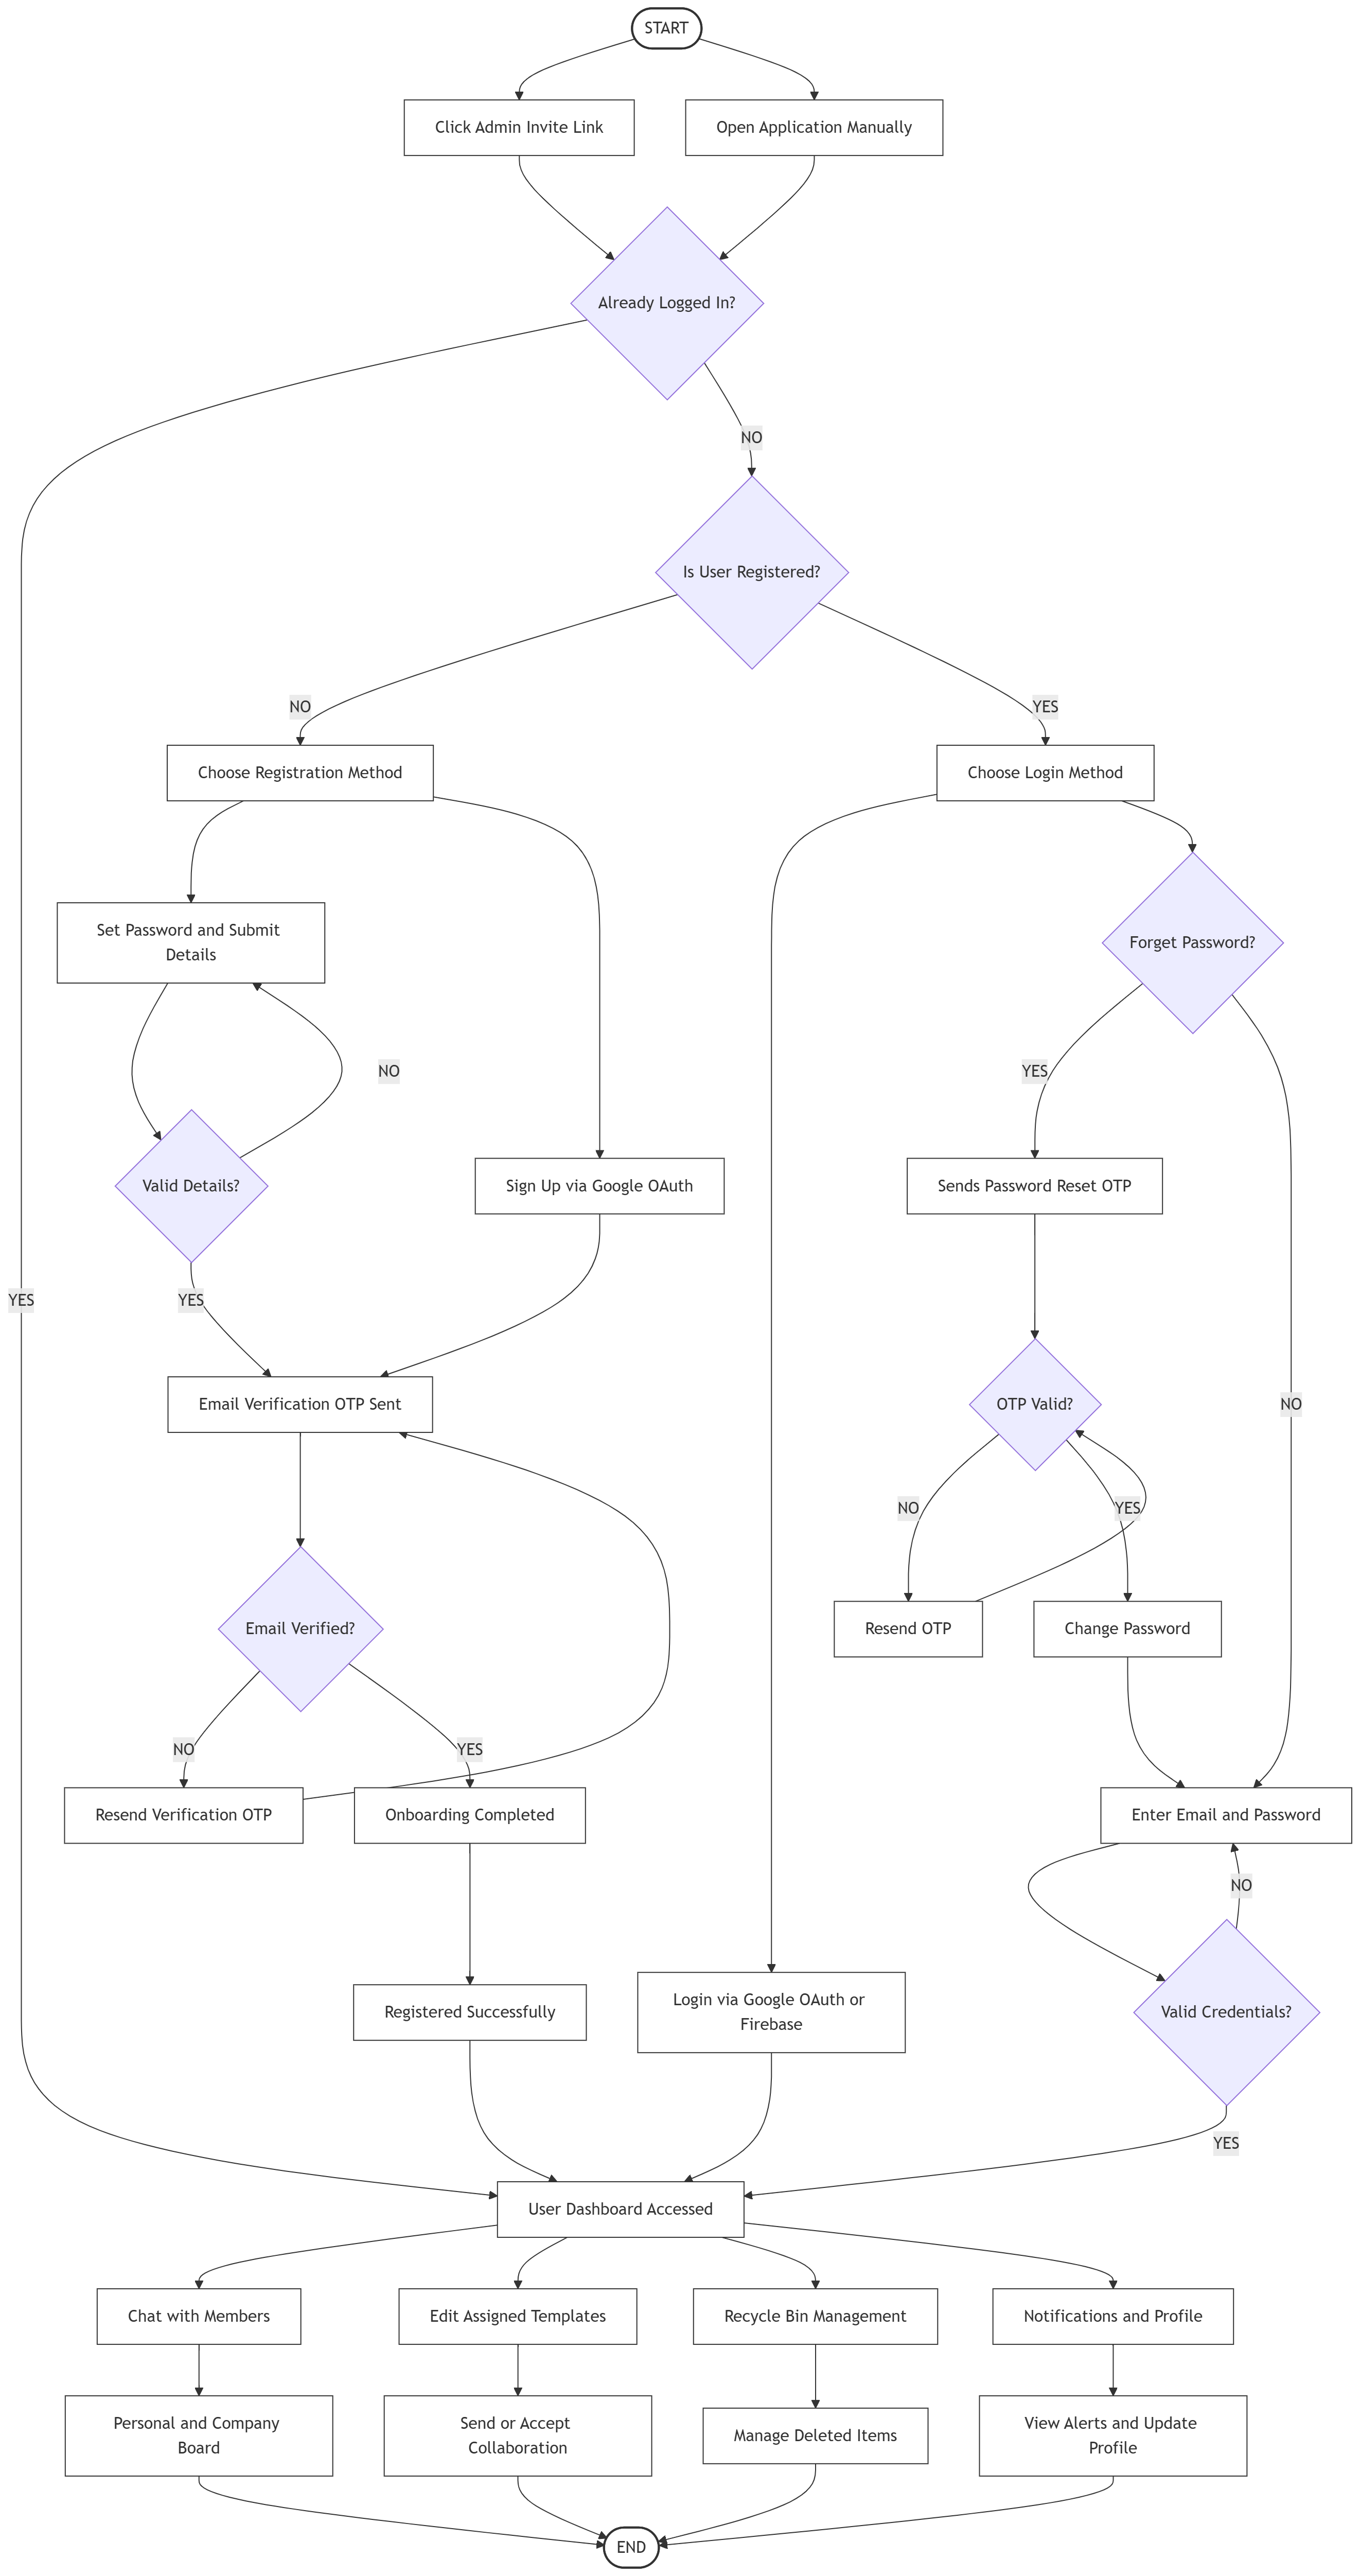 START
Click Admin Invite Link
Open Application Manually
Already Logged In?
NO
Is User Registered?
NO
YES
Choose Registration Method
Choose Login Method
Set Password and Submit
Details
Forget Password?
NO
YES
Valid Details?
Sign Up via Google OAuth
Sends Password Reset OTP
YES
YES
Email Verification OTP Sent
OTP Valid?
NO
NO
YES
Email Verified?
Resend OTP
Change Password
NO
YES
Resend Verification OTP
Onboarding Completed
Enter Email and Password
NO
Registered Successfully
Login via Google OAuth or
Firebase
Valid Credentials?
YES
User Dashboard Accessed
Chat with Members
Edit Assigned Templates
Recycle Bin Management
Notifications and Profile
Personal and Company
Board
Send or Accept
Collaboration
Manage Deleted Items
View Alerts and Update
Profile
END